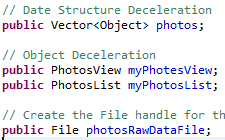 // Date Structure Deceleration
public Vector<Object> photos;
// Object Deceleration
public PhotosView myPhotesView;
public PhotosList myPhotosList;
// Create the File handle for th
public File photosRawDataFile;